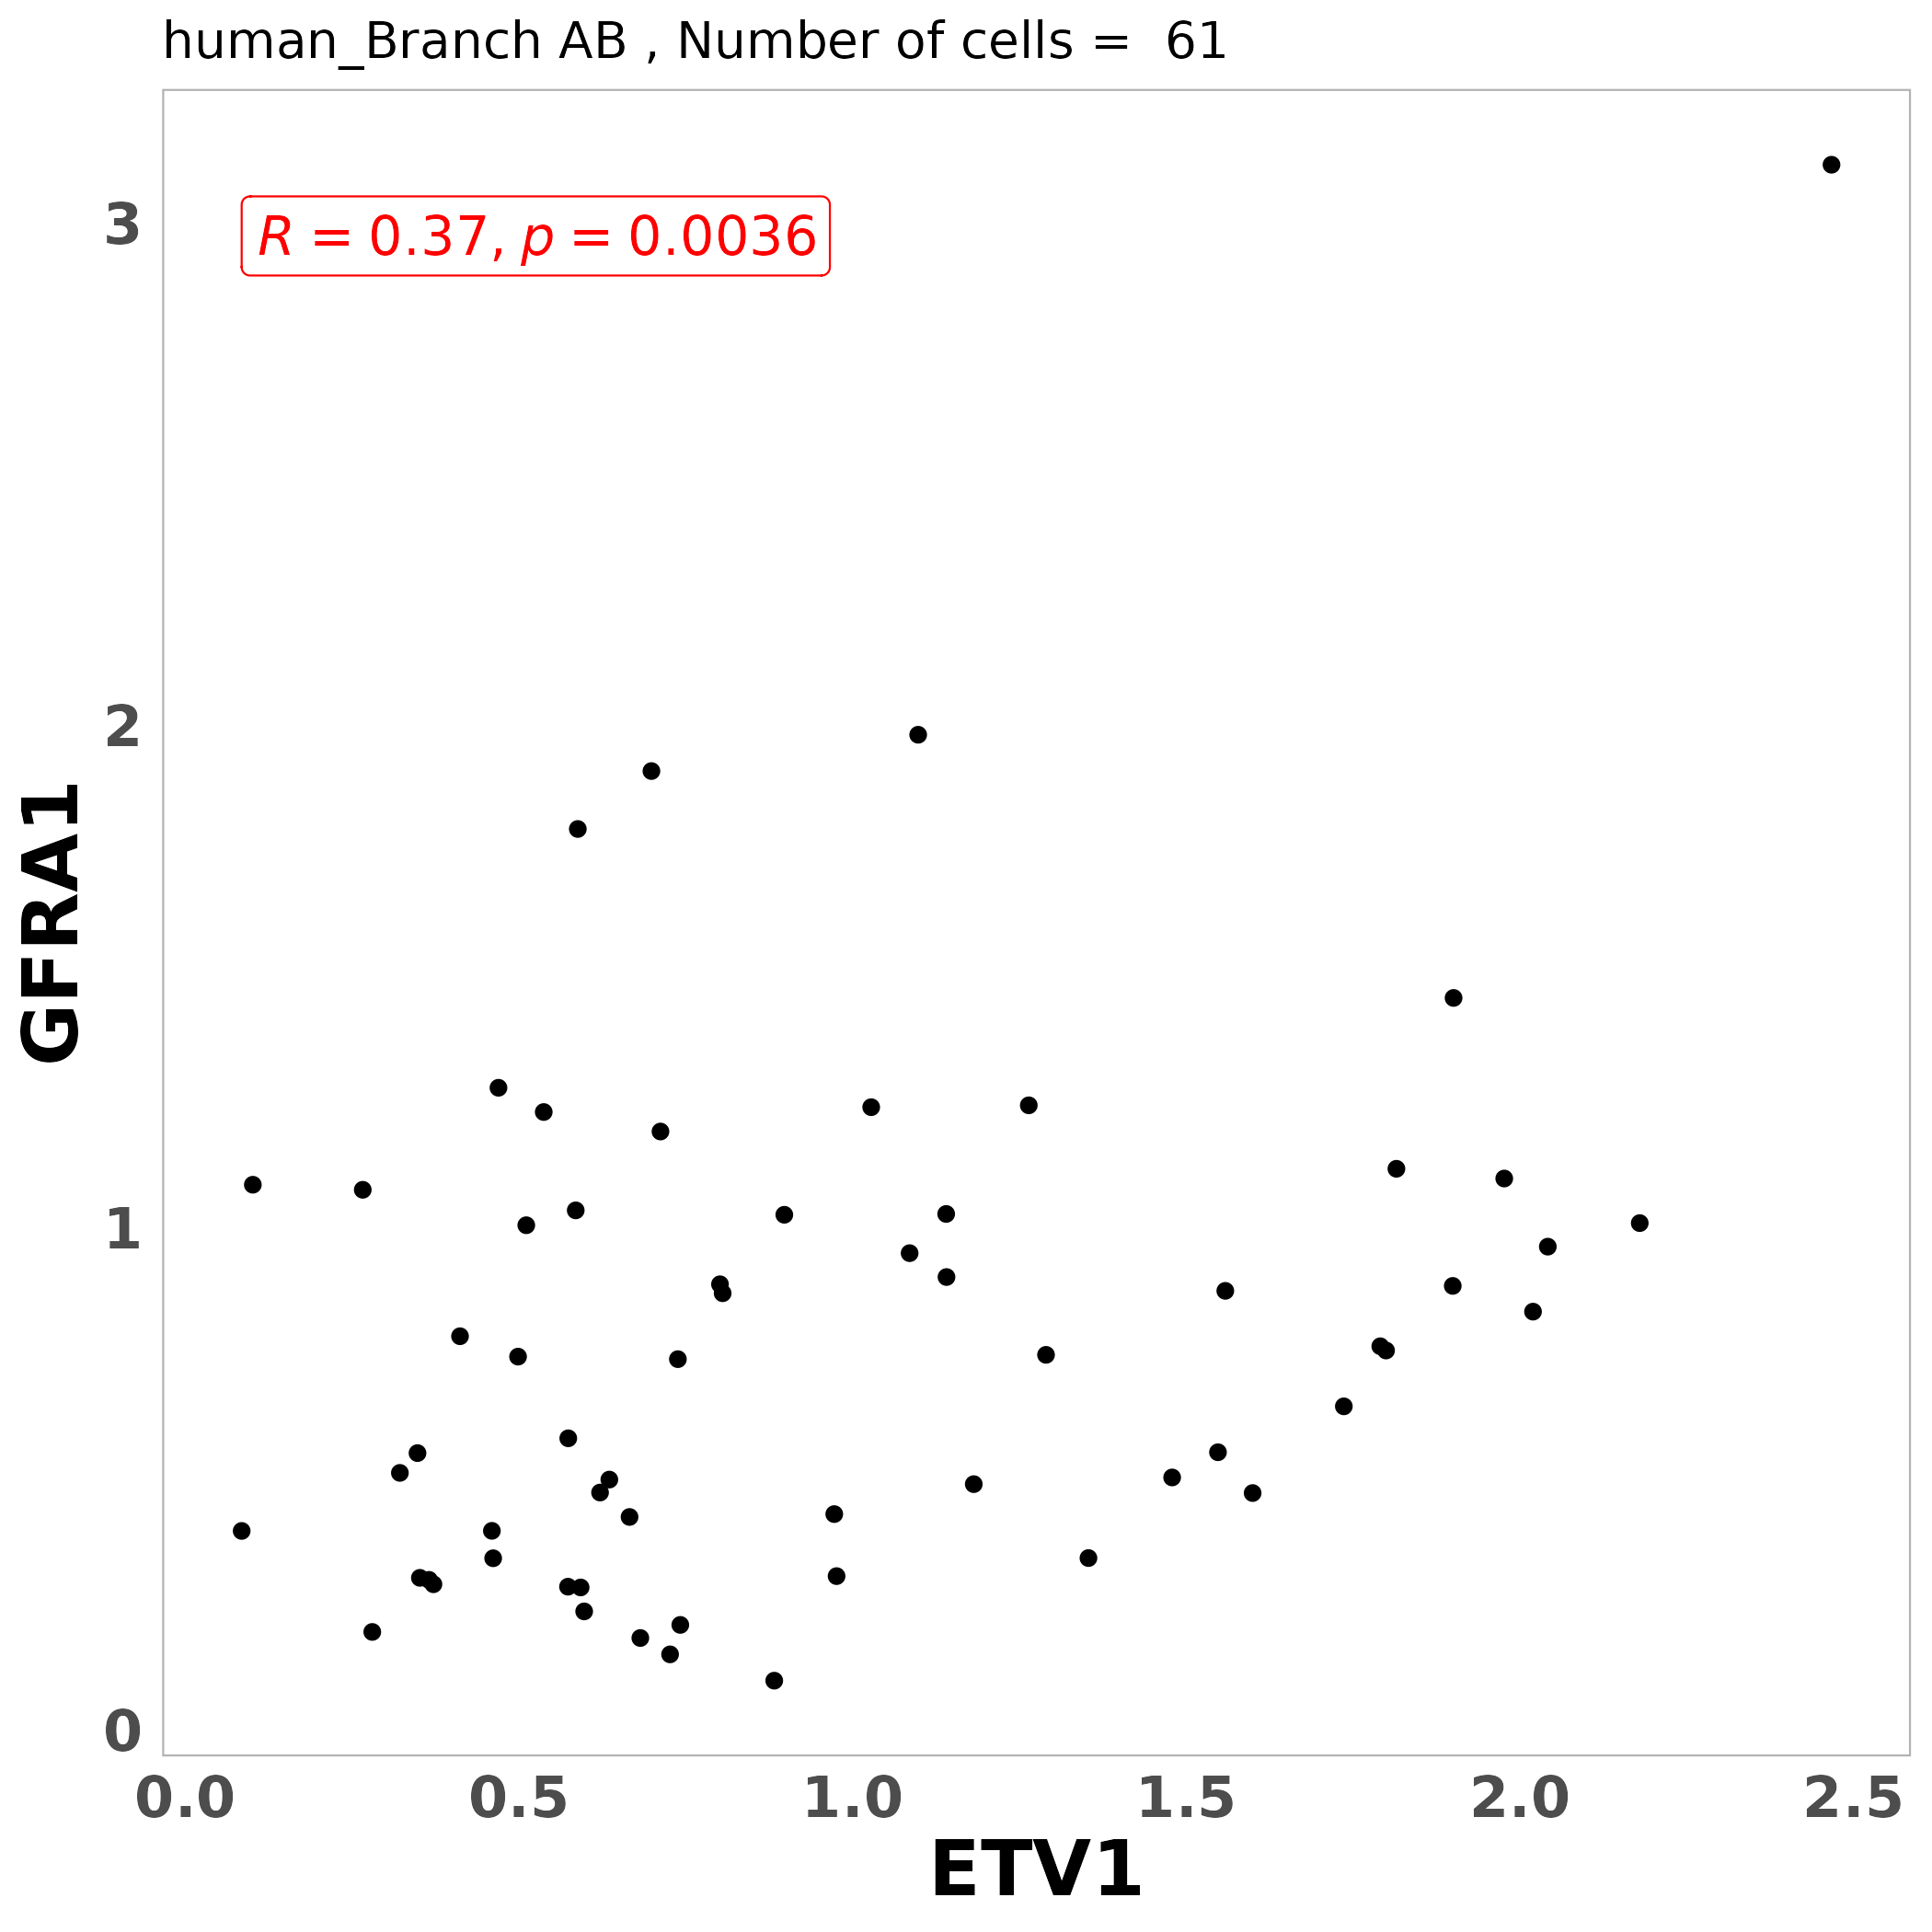 human_Branch AB , Number of cells =  61
R = 0.37, p = 0.0036
3
2
1
0
GFRA1
0.0 0.5 1.0 1.5 2.0 2.5
ETV1